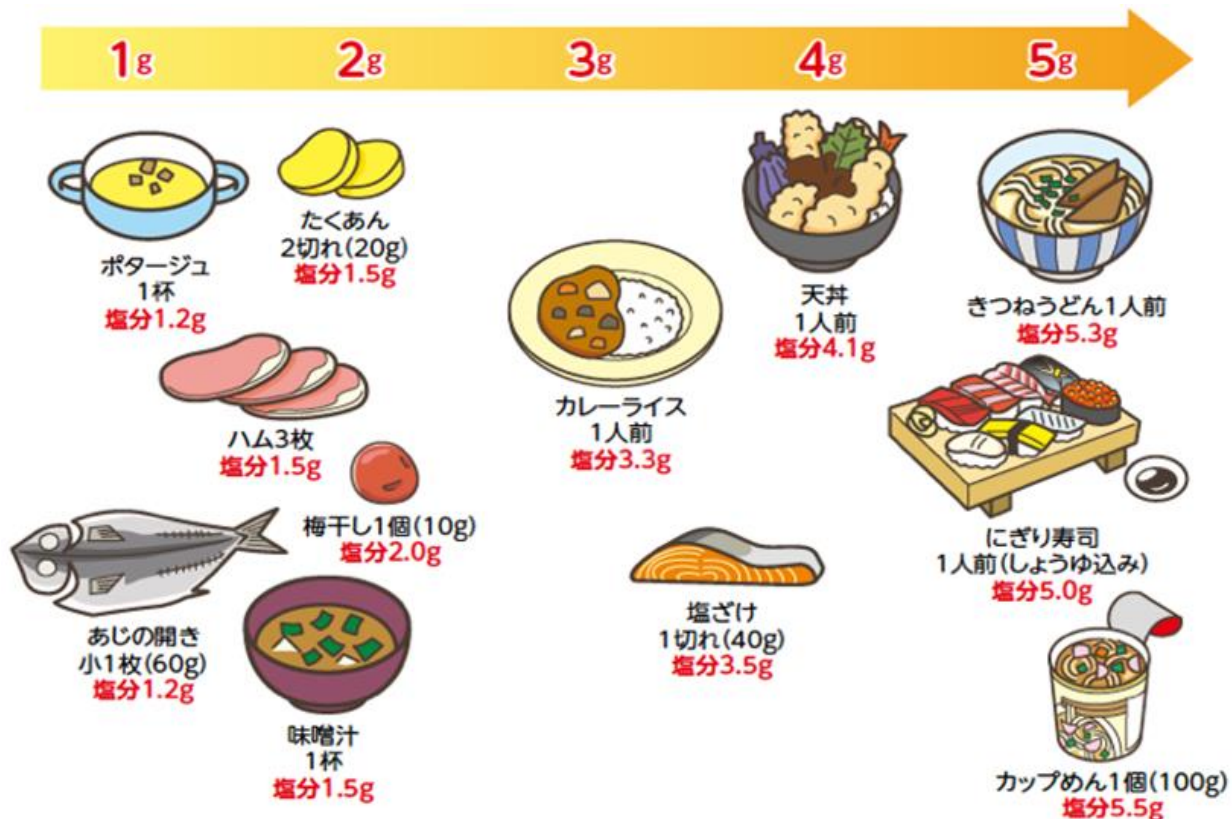 1g
2g
3g
4g
5g
ポタージュ
1杯
塩分1.2g
たくあん
2切れ(20g)
塩分1.5g
ハム3枚
塩分1.5g
梅干し1個(10g)
塩分2.0g
あじの開き
小1枚(60g)
塩分1.2g
味噌汁
1杯
塩分1.5g
カレーライス
1人前
塩分3.3g
塩ざけ
1切れ(40g)
塩分3.5g
天丼
1人前
塩分4.1g
きつねうどん1人前
塩分5.3g
にぎり寿司
1人前(しょうゆ込み)
塩分5.0g
カップめん1個(100g)
塩分5.5g